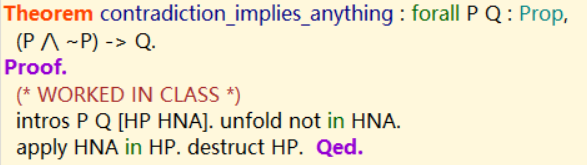 Theorem contradiction_implies_anything : forall P Q : Prop,
(P /\ ~P) -> Q.
Proof.
(* WORKED IN CLASS *)
intros P Q [HP HNA]. unfold not in HNA.
apply HNA in HP. destruct HP. Qed.